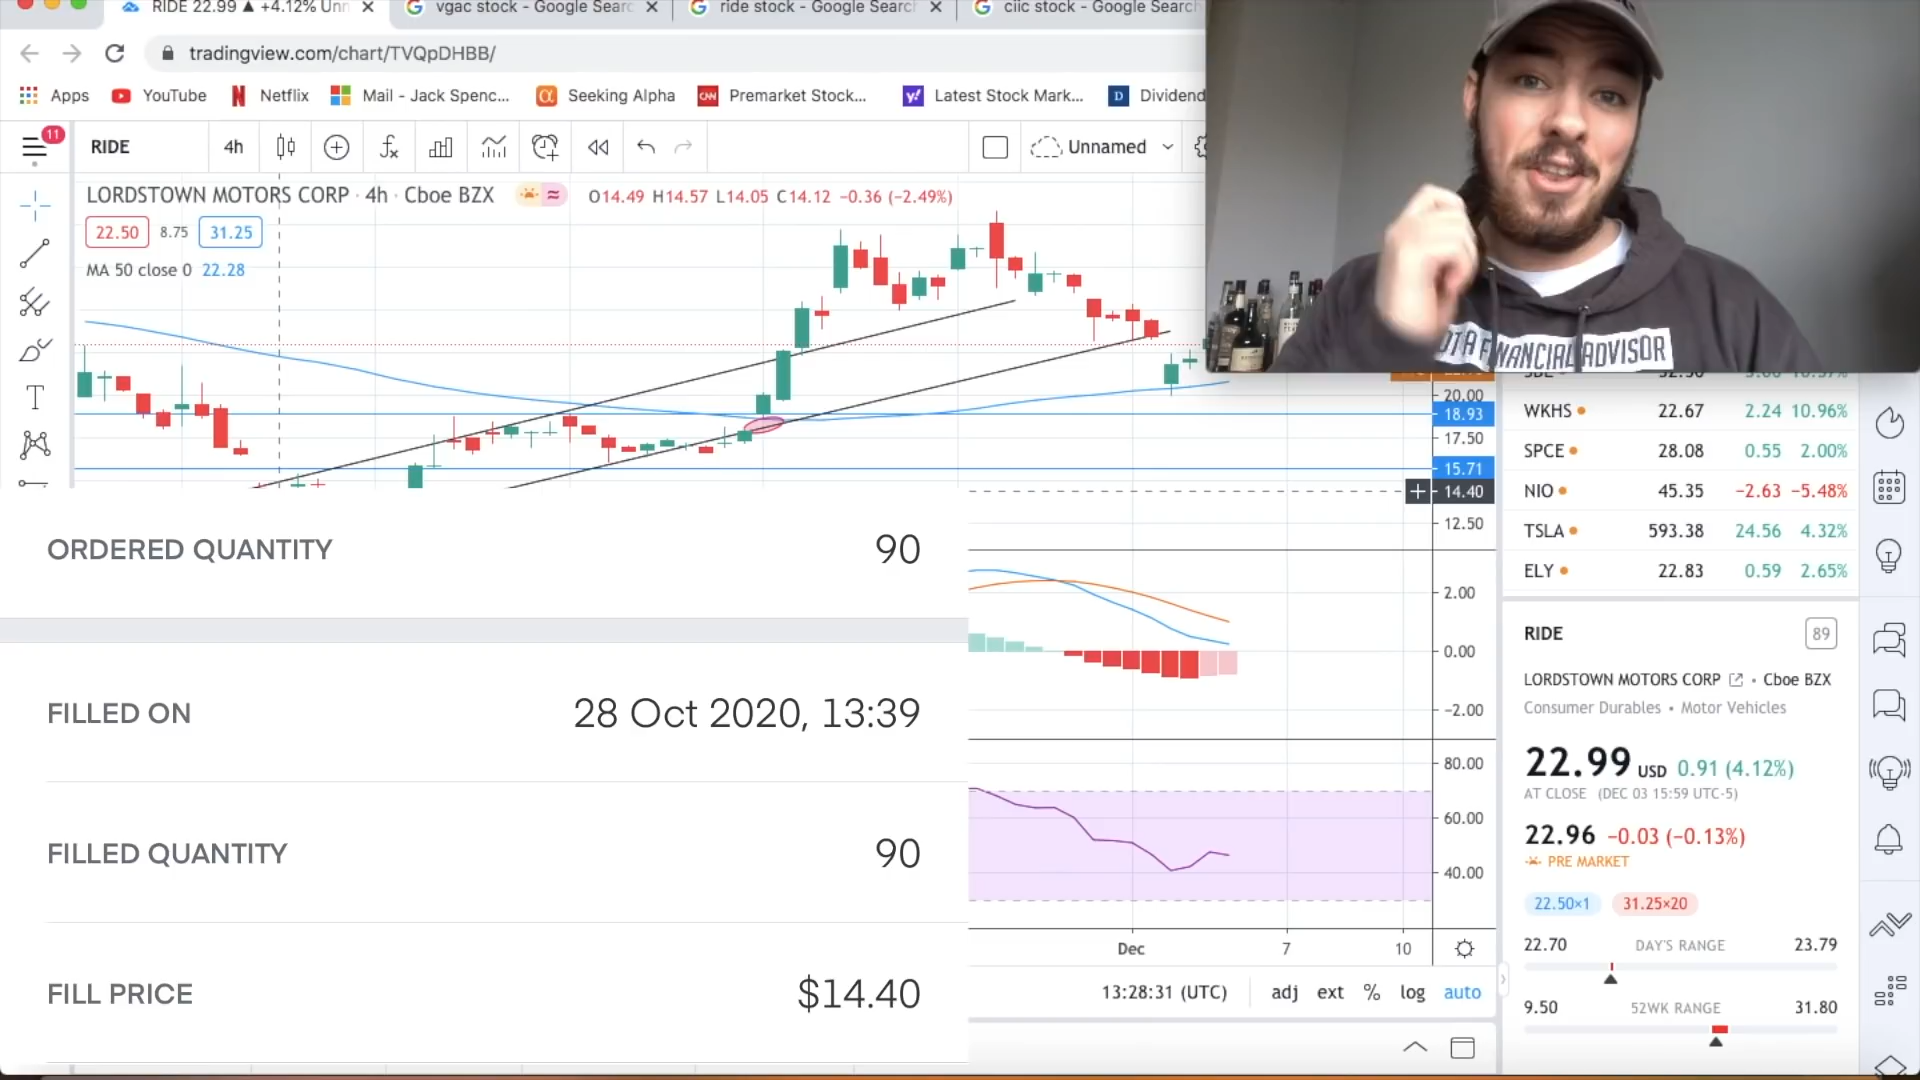 RIDE 22.99 ▲ +4.12% Unn
vgac stock - Google Searc
ride stock - Google Search
ciic stock - Google Search
tradingview.com/chart/TVQpDHBB/
Apps
YouTube
Netflix
Mail - Jack Spenc...
Seeking Alpha
Premarket Stock...
Latest Stock Mark...
Dividend
11
RIDE
4h
Unnamed
LORDSTOWN MOTORS CORP · 4h · Cboe BZX
O14.49 H14.57 L14.05 C14.12 −0.36 (−2.49%)
22.50 8.75 31.25
MA 50 close 0 22.28
FINANCIAL ADVISOR
20.00
18.93
17.50
15.71
14.40
12.50
2.00
0.00
−2.00
80.00
60.00
40.00
Dec 7 10
13:28:31 (UTC) adj ext % log auto
ORDERED QUANTITY 90
FILLED ON 28 Oct 2020, 13:39
FILLED QUANTITY 90
FILL PRICE $14.40
WKHS 22.67 2.24 10.96%
SPCE 28.08 0.55 2.00%
NIO 45.35 −2.63 −5.48%
TSLA 593.38 24.56 4.32%
ELY 22.83 0.59 2.65%
RIDE 89
LORDSTOWN MOTORS CORP • Cboe BZX
Consumer Durables • Motor Vehicles
22.99 USD 0.91 (4.12%)
AT CLOSE (DEC 03 15:59 UTC-5)
22.96 −0.03 (−0.13%)
PRE MARKET
22.50×1 31.25×20
22.70 DAY'S RANGE 23.79
9.50 52WK RANGE 31.80